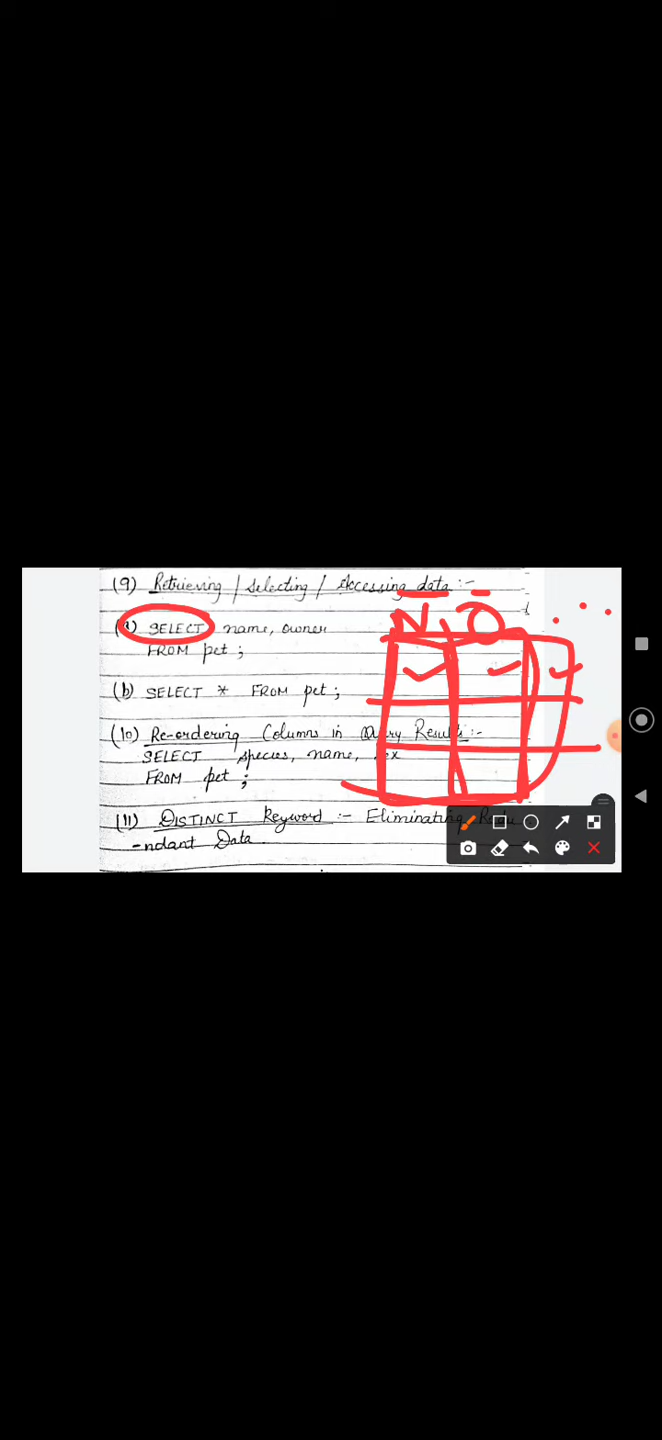 (9) Retrieving / Selecting / Accessing data :-
N, O
(a) SELECT name, owner
FROM pet ;
(b) SELECT * FROM pet ;
(10) Re-ordering Columns in Query Results :-
SELECT species, name,
FROM pet ;
(11) DISTINCT Keyword :- Eliminating Redu
-ndant Data